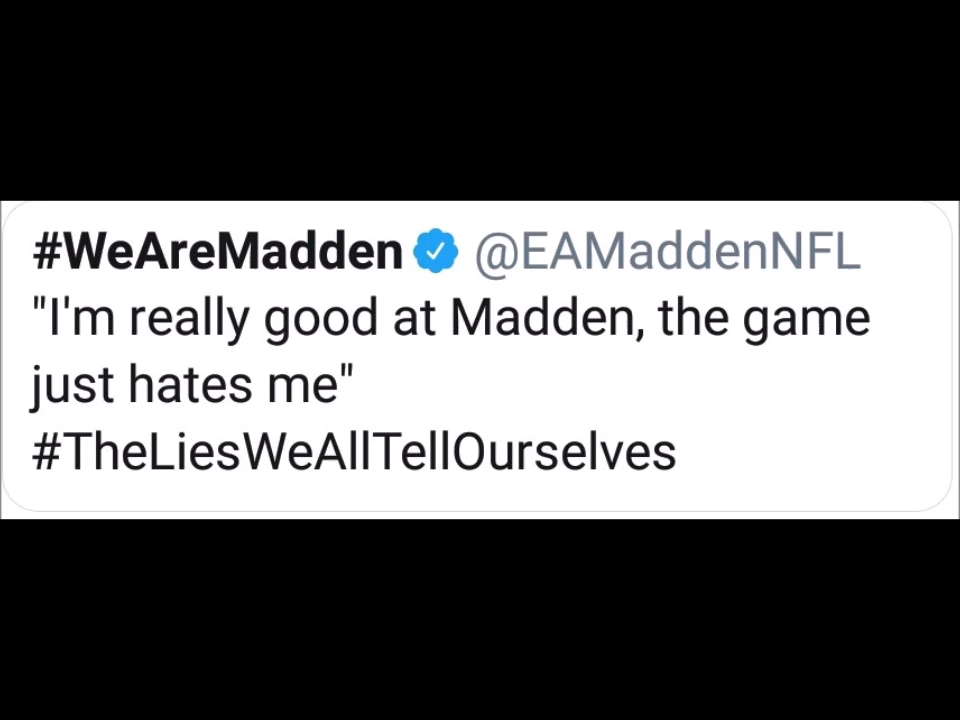 #WeAreMadden @EAMaddenNFL
"I'm really good at Madden, the game
just hates me"
#TheLiesWeAllTellOurselves